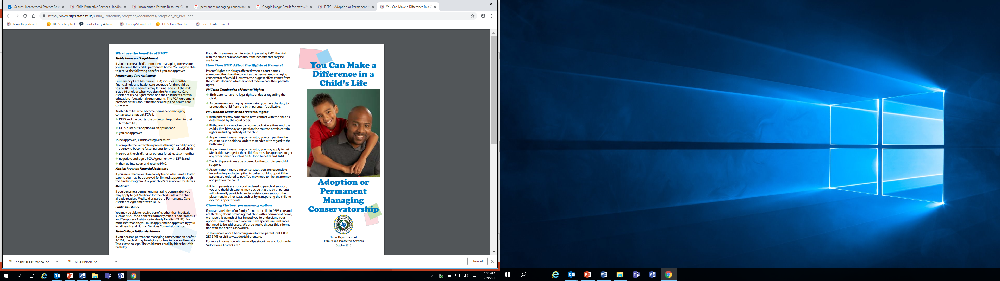 Search: Incarcerated Parents Res
Child Protective Services Handb
Incarcerated Parents Resource G
permanent managing conservat
Google Image Result for https://
DFPS - Adoption or Permanent
You Can Make a Difference in a
https://www.dfps.state.tx.us/Child_Protection/Adoption/documents/Adoption_or_PMC.pdf
Texas Department ...
DFPS Safety Net
GovDelivery Admin ...
KinshipManual.pdf
DFPS Data Wareho...
Texas Foster Care H...
What are the benefits of PMC?
Stable Home and Legal Parent
If you become a child's permanent managing conservator,
you become that child's permanent home. You may be able
to receive the following benefits if you are approved.
Permanency Care Assistance
Permanency Care Assistance (PCA) includes monthly
financial help and health care coverage for the child up
to age 18. These benefits may last until age 21 if the child
is age 16 or older when you sign the Permanency Care
Assistance (PCA) Agreement, and the child meets certain
educational/vocational requirements. The PCA Agreement
provides details about the financial help and health care
coverage.
Kinship families who become permanent managing
conservators may get PCA if:
DFPS and the courts rule out returning children to their
birth families;
DFPS rules out adoption as an option; and
you are approved.
To be approved, kinship caregivers must:
complete the verification process through a child placing
agency to become foster parents for their related child;
serve as the child's foster parents for at least six months;
negotiate and sign a PCA Agreement with DFPS; and
then go into court and receive PMC.
Kinship Program Financial Assistance
If you are a relative or close family friend who is not a foster
parent, you may be approved for limited support through
the Kinship Program. Ask your child's caseworker for details.
Medicaid
If you become a permanent managing conservator, you
may apply to get Medicaid for the child, unless the child
already receives Medicaid as part of a Permanency Care
Assistance Agreement with DFPS.
Public Assistance
You may be able to receive benefits other than Medicaid
such as SNAP food benefits (formerly called "Food Stamps")
and Temporary Assistance to Needy Families (TANF). For
more information, you must apply and be approved by your
local Health and Human Services Commission office.
State College Tuition Assistance
If you became permanent managing conservator on or after
9/1/09, the child may be eligible for free tuition and fees at a
Texas state college. The child must enroll by his or her 25th
birthday.
If you think you may be interested in pursuing PMC, then talk
with the child's caseworker about the benefits that may be
available.
How Does PMC Affect the Rights of Parents?
Parents' rights are always affected when a court names
someone other than the parent as the permanent managing
conservator of a child. However, the biggest effect comes from
the court's decision whether or not to terminate their parental
rights.
PMC with Termination of Parental Rights:
Birth parents have no legal rights or duties regarding the
child.
As permanent managing conservator, you have the duty to
protect the child from the birth parents, if applicable.
PMC without Termination of Parental Rights:
Birth parents may continue to have contact with the child as
determined by the court order.
Birth parents or relatives can come back at any time until the
child's 18th birthday and petition the court to obtain certain
rights, including custody of the child.
As permanent managing conservator, you can petition the
court to issue additional orders as needed with regard to the
birth family.
As permanent managing conservator, you may apply to get
Medicaid coverage for the child. You must be approved to get
any other benefits such as SNAP food benefits and TANF.
The birth parents may be ordered by the court to pay child
support.
As permanent managing conservator, you are responsible
for enforcing and attempting to collect child support if the
parents are ordered to pay. You may need to hire an attorney
and petition the court.
If birth parents are not court ordered to pay child support,
you and the birth parents may decide that the birth parents
will informally provide financial assistance or support the
placement in other ways, such as by transporting the child to
doctor's appointments.
Choosing the best permanency option
If you are a relative of or family friend to a child in DFPS care and
are thinking about providing that child with a permanent home,
we hope this pamphlet has helped you to understand your
options. Remember, each case will have special circumstances
that need to be addressed. We urge you to discuss this informa-
tion with the child's caseworker.
To learn more about becoming an adoptive parent, call 1-800-
233-3405 or visit www.adoptchildren.org.
For more information, visit www.dfps.state.tx.us and look under
"Adoption & Foster Care."
You Can Make a
Difference in a
Child's Life
Adoption or
Permanent
Managing
Conservatorship
Texas Department of
Family and Protective Services
October 2010
financial assistance.jpg
blue ribbon.jpg
Show all
6:34 AM
3/25/2019